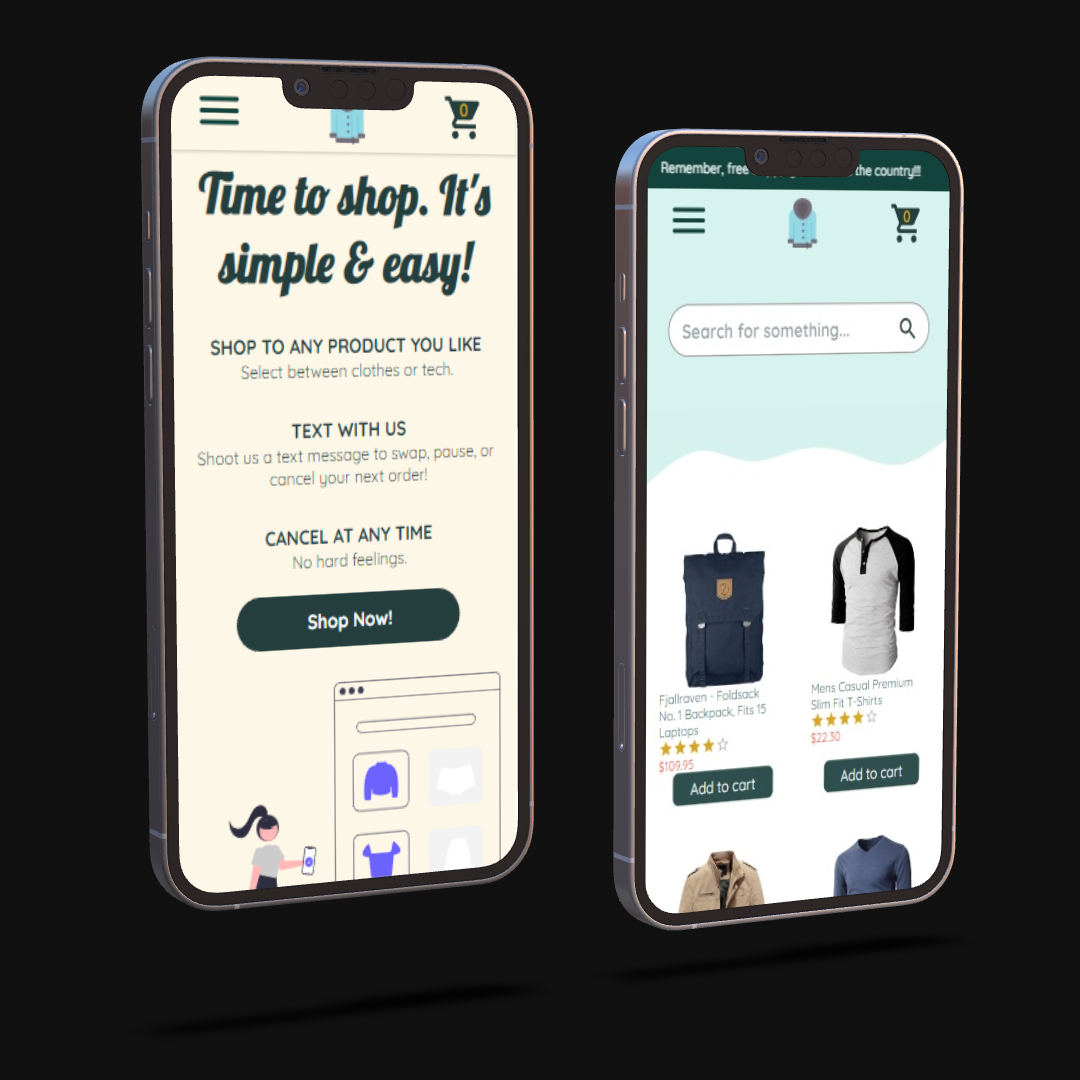 0
Time to shop. It's
simple & easy!
SHOP TO ANY PRODUCT YOU LIKE
Select between clothes or tech.
TEXT WITH US
Shoot us a text message to swap, pause, or
cancel your next order!
CANCEL AT ANY TIME
No hard feelings.
Shop Now!
Remember, free the country!!!
0
Search for something...
Fjallraven - Foldsack
No. 1 Backpack, Fits 15
Laptops
$109.95
Add to cart
Mens Casual Premium
Slim Fit T-Shirts
$22.30
Add to cart